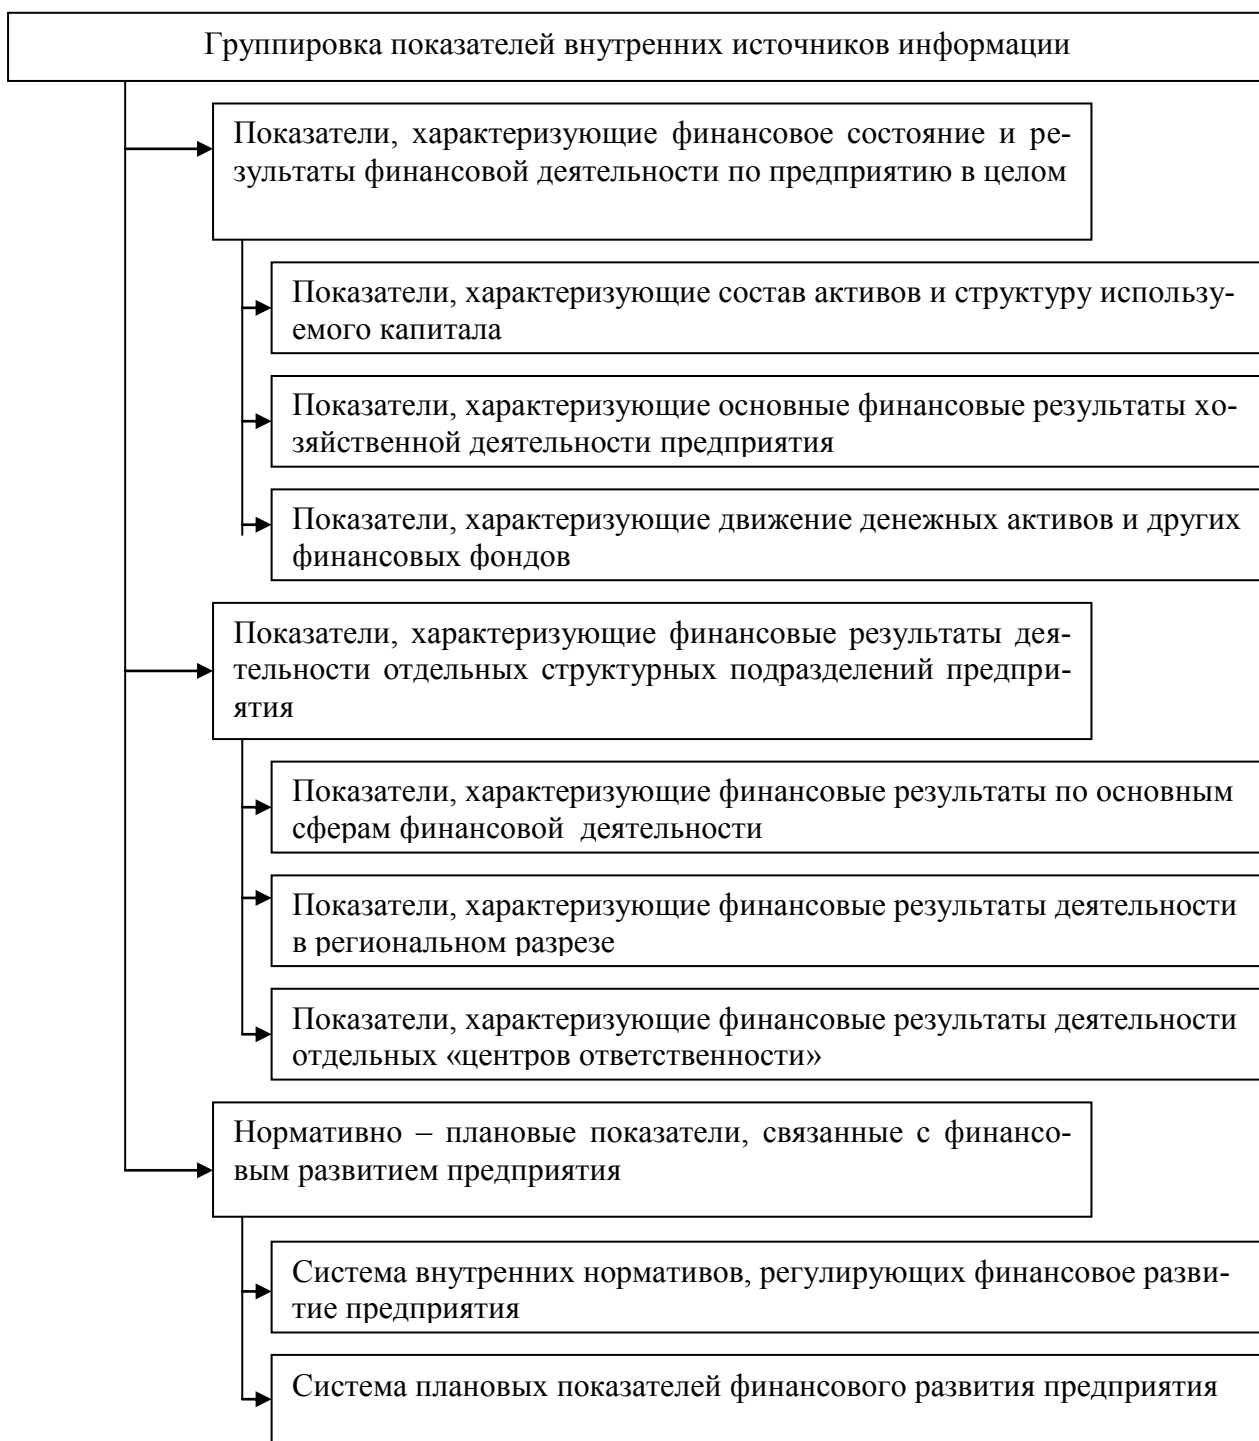 Группировка показателей внутренних источников информации
Показатели, характеризующие финансовое состояние и ре-
зультаты финансовой деятельности по предприятию в целом
Показатели, характеризующие состав активов и структуру использу-
емого капитала
Показатели, характеризующие основные финансовые результаты хо-
зяйственной деятельности предприятия
Показатели, характеризующие движение денежных активов и других
финансовых фондов
Показатели, характеризующие финансовые результаты дея-
тельности отдельных структурных подразделений предпри-
ятия
Показатели, характеризующие финансовые результаты по основным
сферам финансовой  деятельности
Показатели, характеризующие финансовые результаты деятельности
в региональном разрезе
Показатели, характеризующие финансовые результаты деятельности
отдельных «центров ответственности»
Нормативно – плановые показатели, связанные с финансо-
вым развитием предприятия
Система внутренних нормативов, регулирующих финансовое разви-
тие предприятия
Система плановых показателей финансового развития предприятия